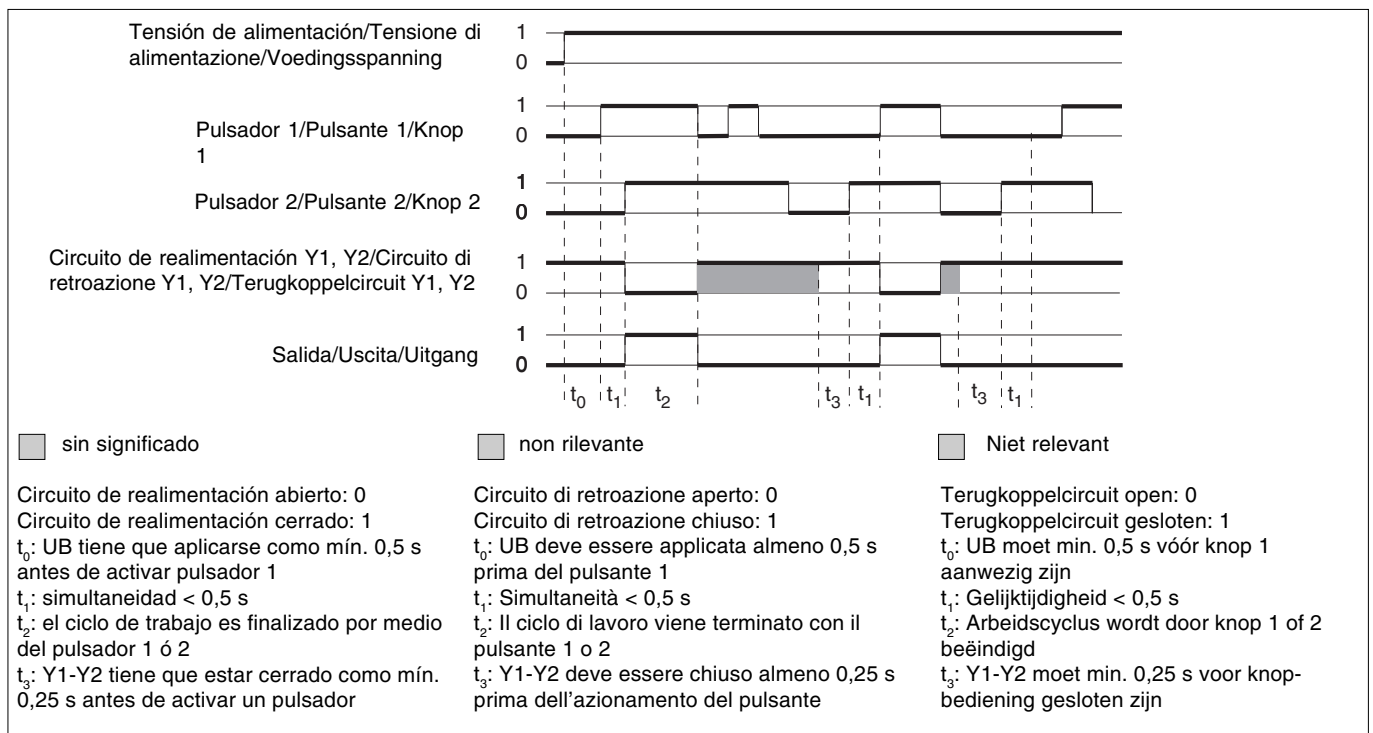 Tensión de alimentación/Tensione di
alimentazione/Voedingsspanning
1
0
Pulsador 1/Pulsante 1/Knop
1
1
0
Pulsador 2/Pulsante 2/Knop 2
1
0
Circuito de realimentación Y1, Y2/Circuito di
retroazione Y1, Y2/Terugkoppelcircuit Y1, Y2
1
0
Salida/Uscita/Uitgang
1
0
t0 t1 t2 t3 t1 t3 t1
sin significado
Circuito de realimentación abierto: 0
Circuito de realimentación cerrado: 1
t0: UB tiene que aplicarse como mín. 0,5 s
antes de activar pulsador 1
t1: simultaneidad < 0,5 s
t2: el ciclo de trabajo es finalizado por medio
del pulsador 1 ó 2
t3: Y1-Y2 tiene que estar cerrado como mín.
0,25 s antes de activar un pulsador
non rilevante
Circuito di retroazione aperto: 0
Circuito di retroazione chiuso: 1
t0: UB deve essere applicata almeno 0,5 s
prima del pulsante 1
t1: Simultaneità < 0,5 s
t2: Il ciclo di lavoro viene terminato con il
pulsante 1 o 2
t3: Y1-Y2 deve essere chiuso almeno 0,25 s
prima dell'azionamento del pulsante
Niet relevant
Terugkoppelcircuit open: 0
Terugkoppelcircuit gesloten: 1
t0: UB moet min. 0,5 s vóór knop 1
aanwezig zijn
t1: Gelijktijdigheid < 0,5 s
t2: Arbeidscyclus wordt door knop 1 of 2
beëindigd
t3: Y1-Y2 moet min. 0,25 s voor knop-
bediening gesloten zijn